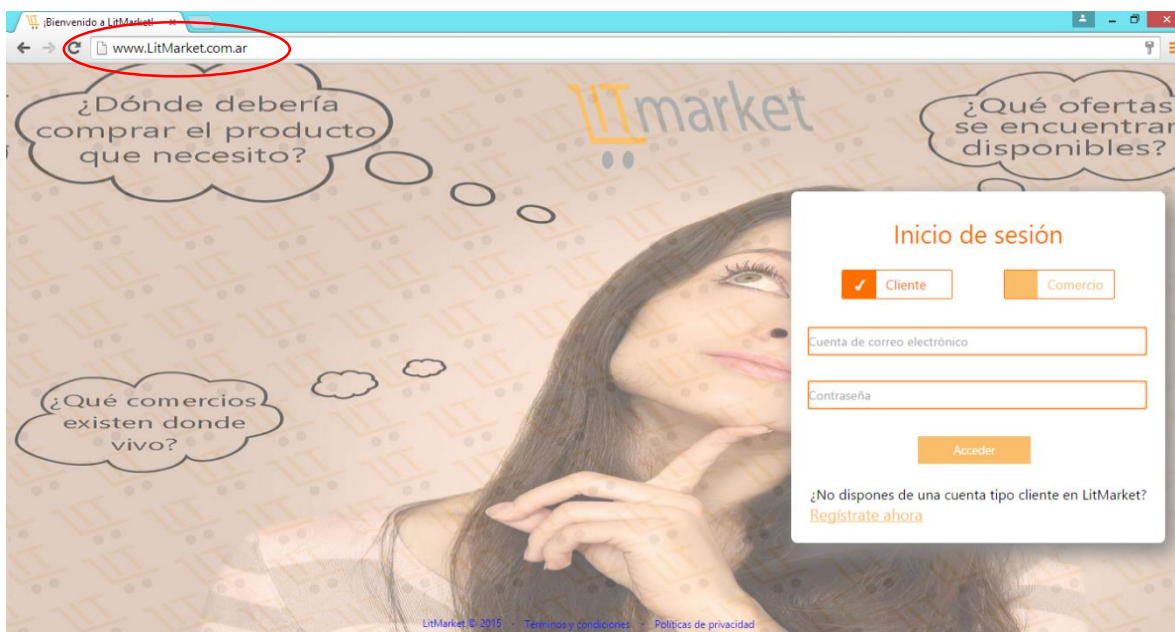 ¡Bienvenido a LitMarket!
www.LitMarket.com.ar
¿Dónde debería
comprar el producto
que necesito?
LiTmarket
¿Qué ofertas
se encuentran
disponibles?
¿Qué comercios
existen donde
vivo?
Inicio de sesión
Cliente
Comercio
Cuenta de correo electrónico
Contraseña
Acceder
¿No dispones de una cuenta tipo cliente en LitMarket?
Regístrate ahora
LitMarket © 2015 - Términos y condiciones - Políticas de privacidad